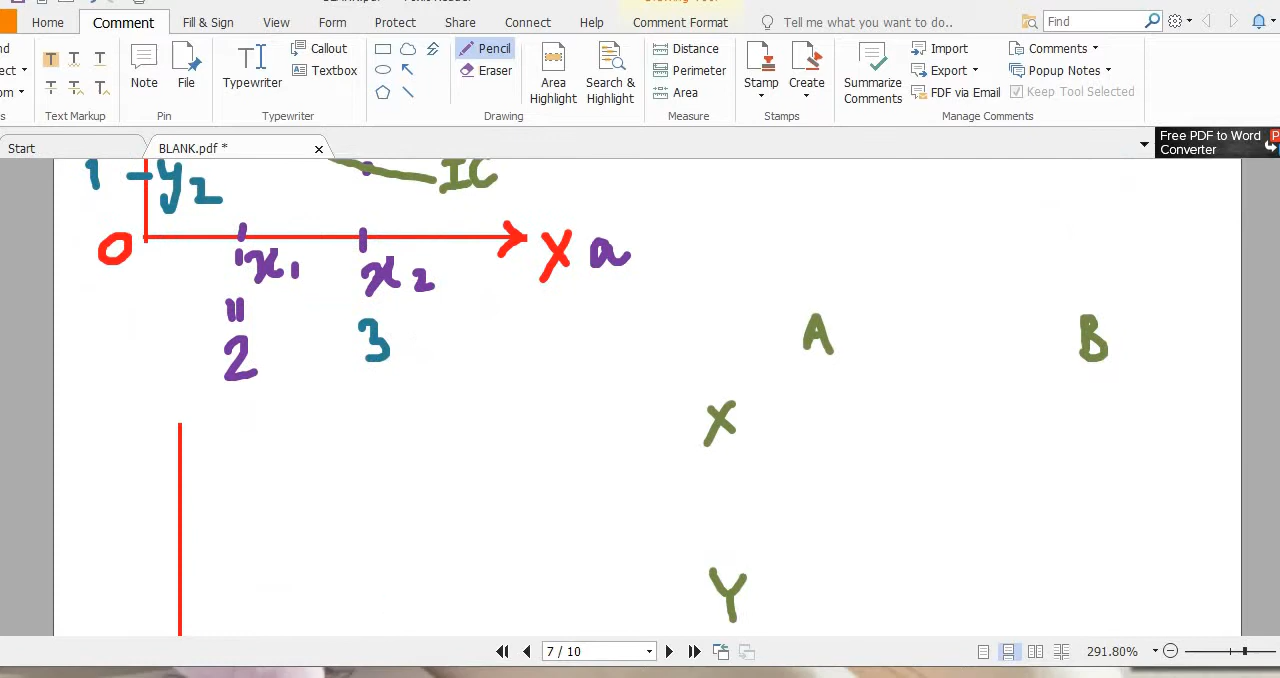 Home Comment Fill & Sign View Form Protect Share Connect Help Comment Format Tell me what you want to do.. Find
T T T
Note File
Typewriter
Callout
Textbox
Pencil
Eraser
Area Highlight
Search & Highlight
Distance
Perimeter
Area
Stamp Create
Summarize Comments
Import
Export
FDF via Email
Comments
Popup Notes
Keep Tool Selected
Text Markup Pin Typewriter Drawing Measure Stamps Manage Comments
Start BLANK.pdf *
Free PDF to Word Converter
1 y2 IC
O x1 x2 X a
= 2 3
A B
X
Y
7 / 10 291.80%